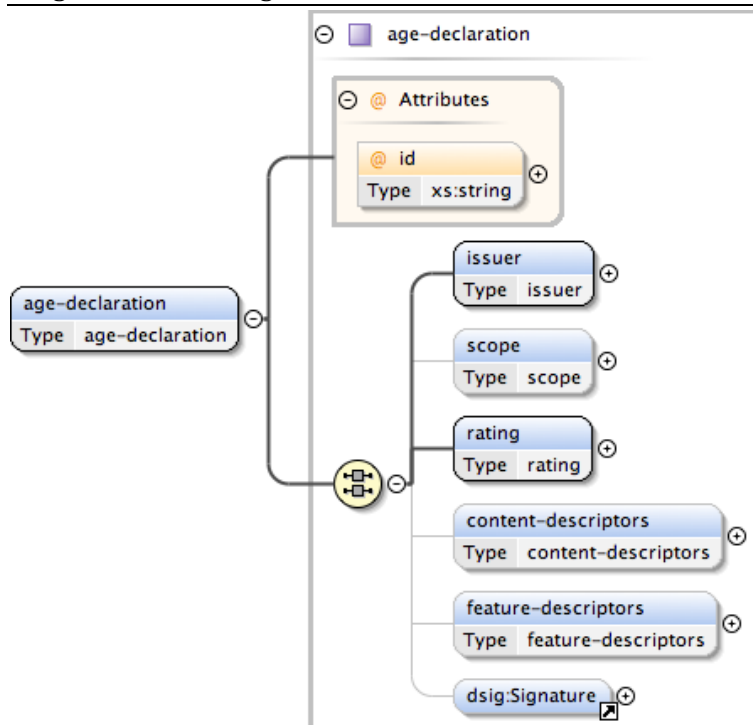 age-declaration
@ Attributes
@ id
Type xs:string
issuer
Type issuer
age-declaration
Type age-declaration
scope
Type scope
rating
Type rating
content-descriptors
Type content-descriptors
feature-descriptors
Type feature-descriptors
dsig:Signature